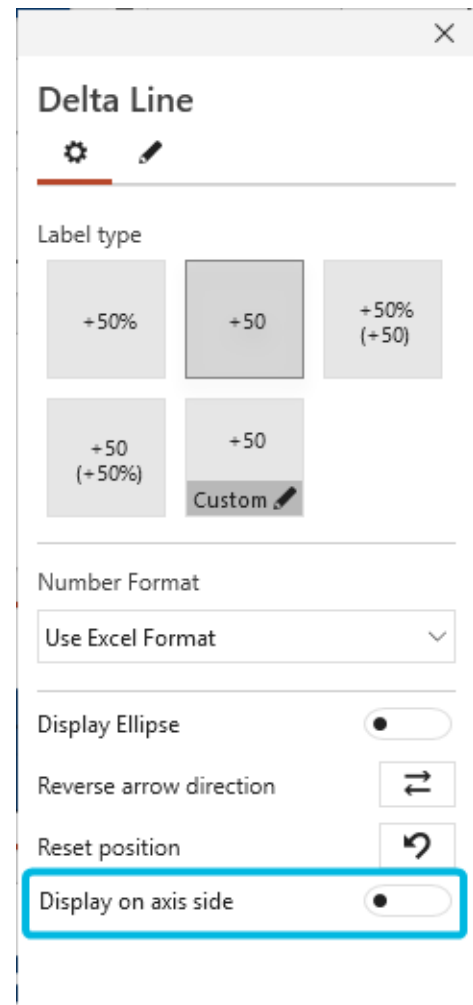 Delta Line
Label type
+50%
+50
+50%
(+50)
+50
(+50%)
+50
Custom
Number Format
Use Excel Format
Display Ellipse
Reverse arrow direction
Reset position
Display on axis side